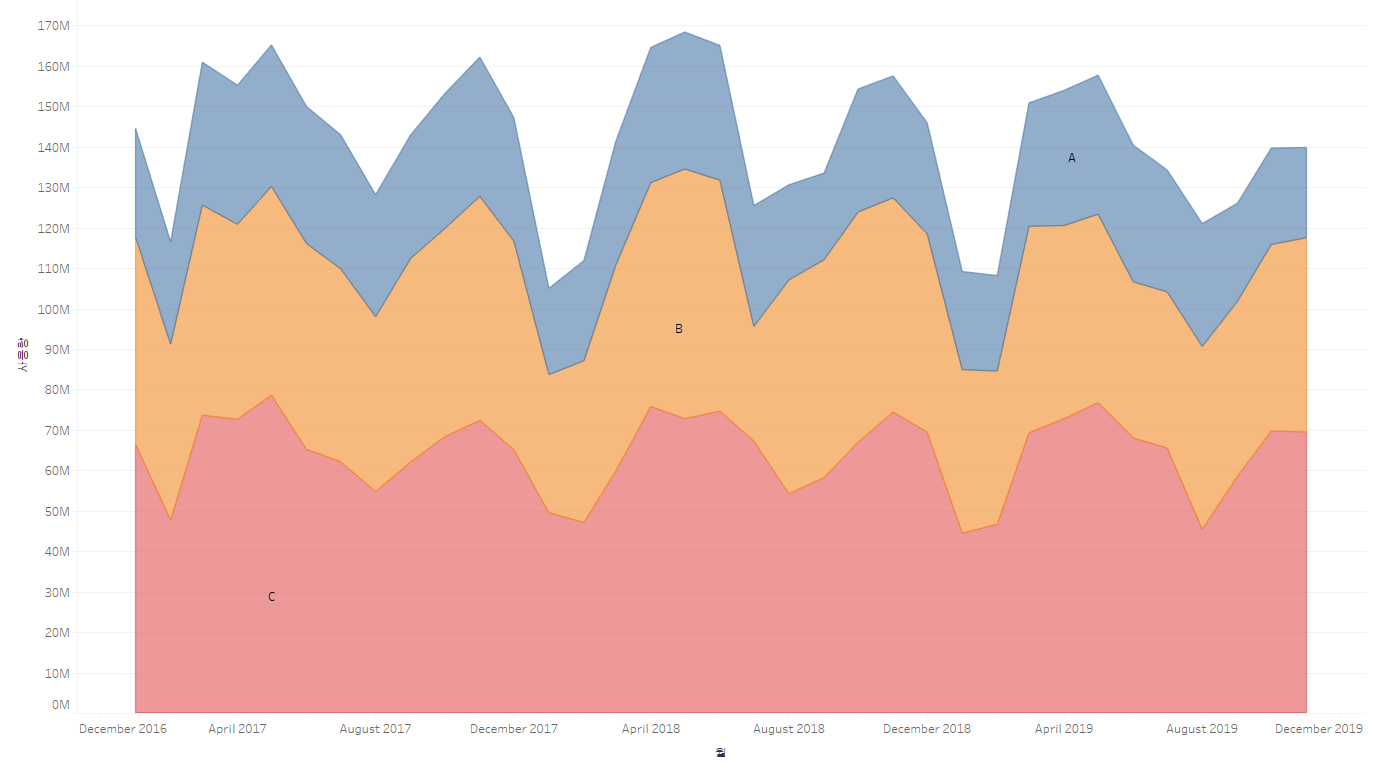 170M
160M
150M
140M
130M
120M
110M
100M
90M
80M
70M
60M
50M
40M
30M
20M
10M
0M
사용량
A
B
C
December 2016
April 2017
August 2017
December 2017
April 2018
August 2018
December 2018
April 2019
August 2019
December 2019
월